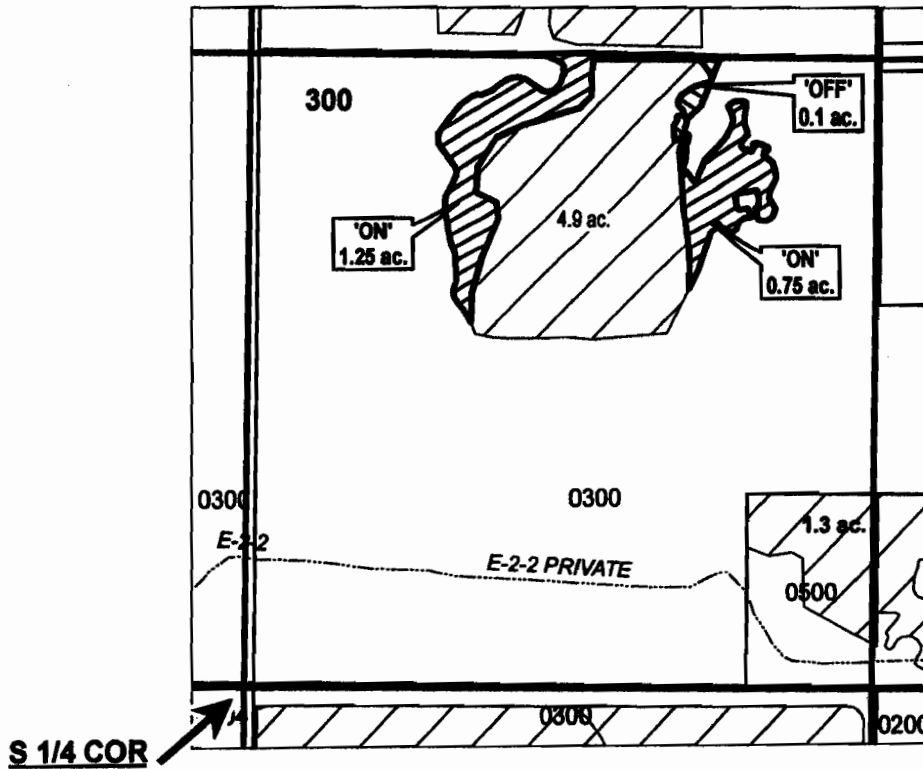 300
'OFF'
0.1 ac.
4.9 ac.
'ON'
1.25 ac.
'ON'
0.75 ac.
0300
0300
1.3 ac.
E-2-2
E-2-2 PRIVATE
0500
0300
0200
S 1/4 COR